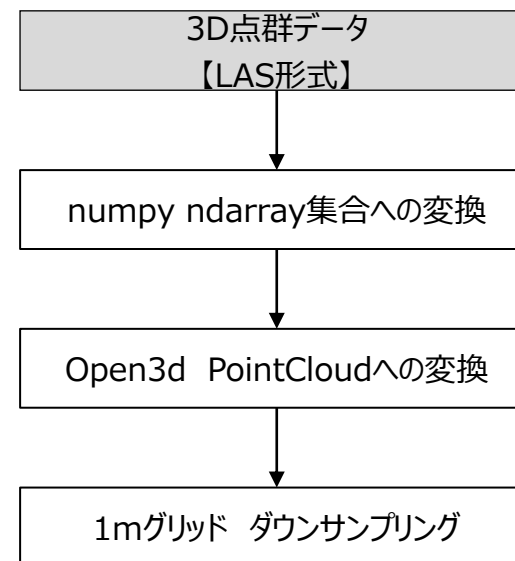 3D点群データ
【LAS形式】
numpy ndarray集合への変換
Open3d PointCloudへの変換
1mグリッド ダウンサンプリング